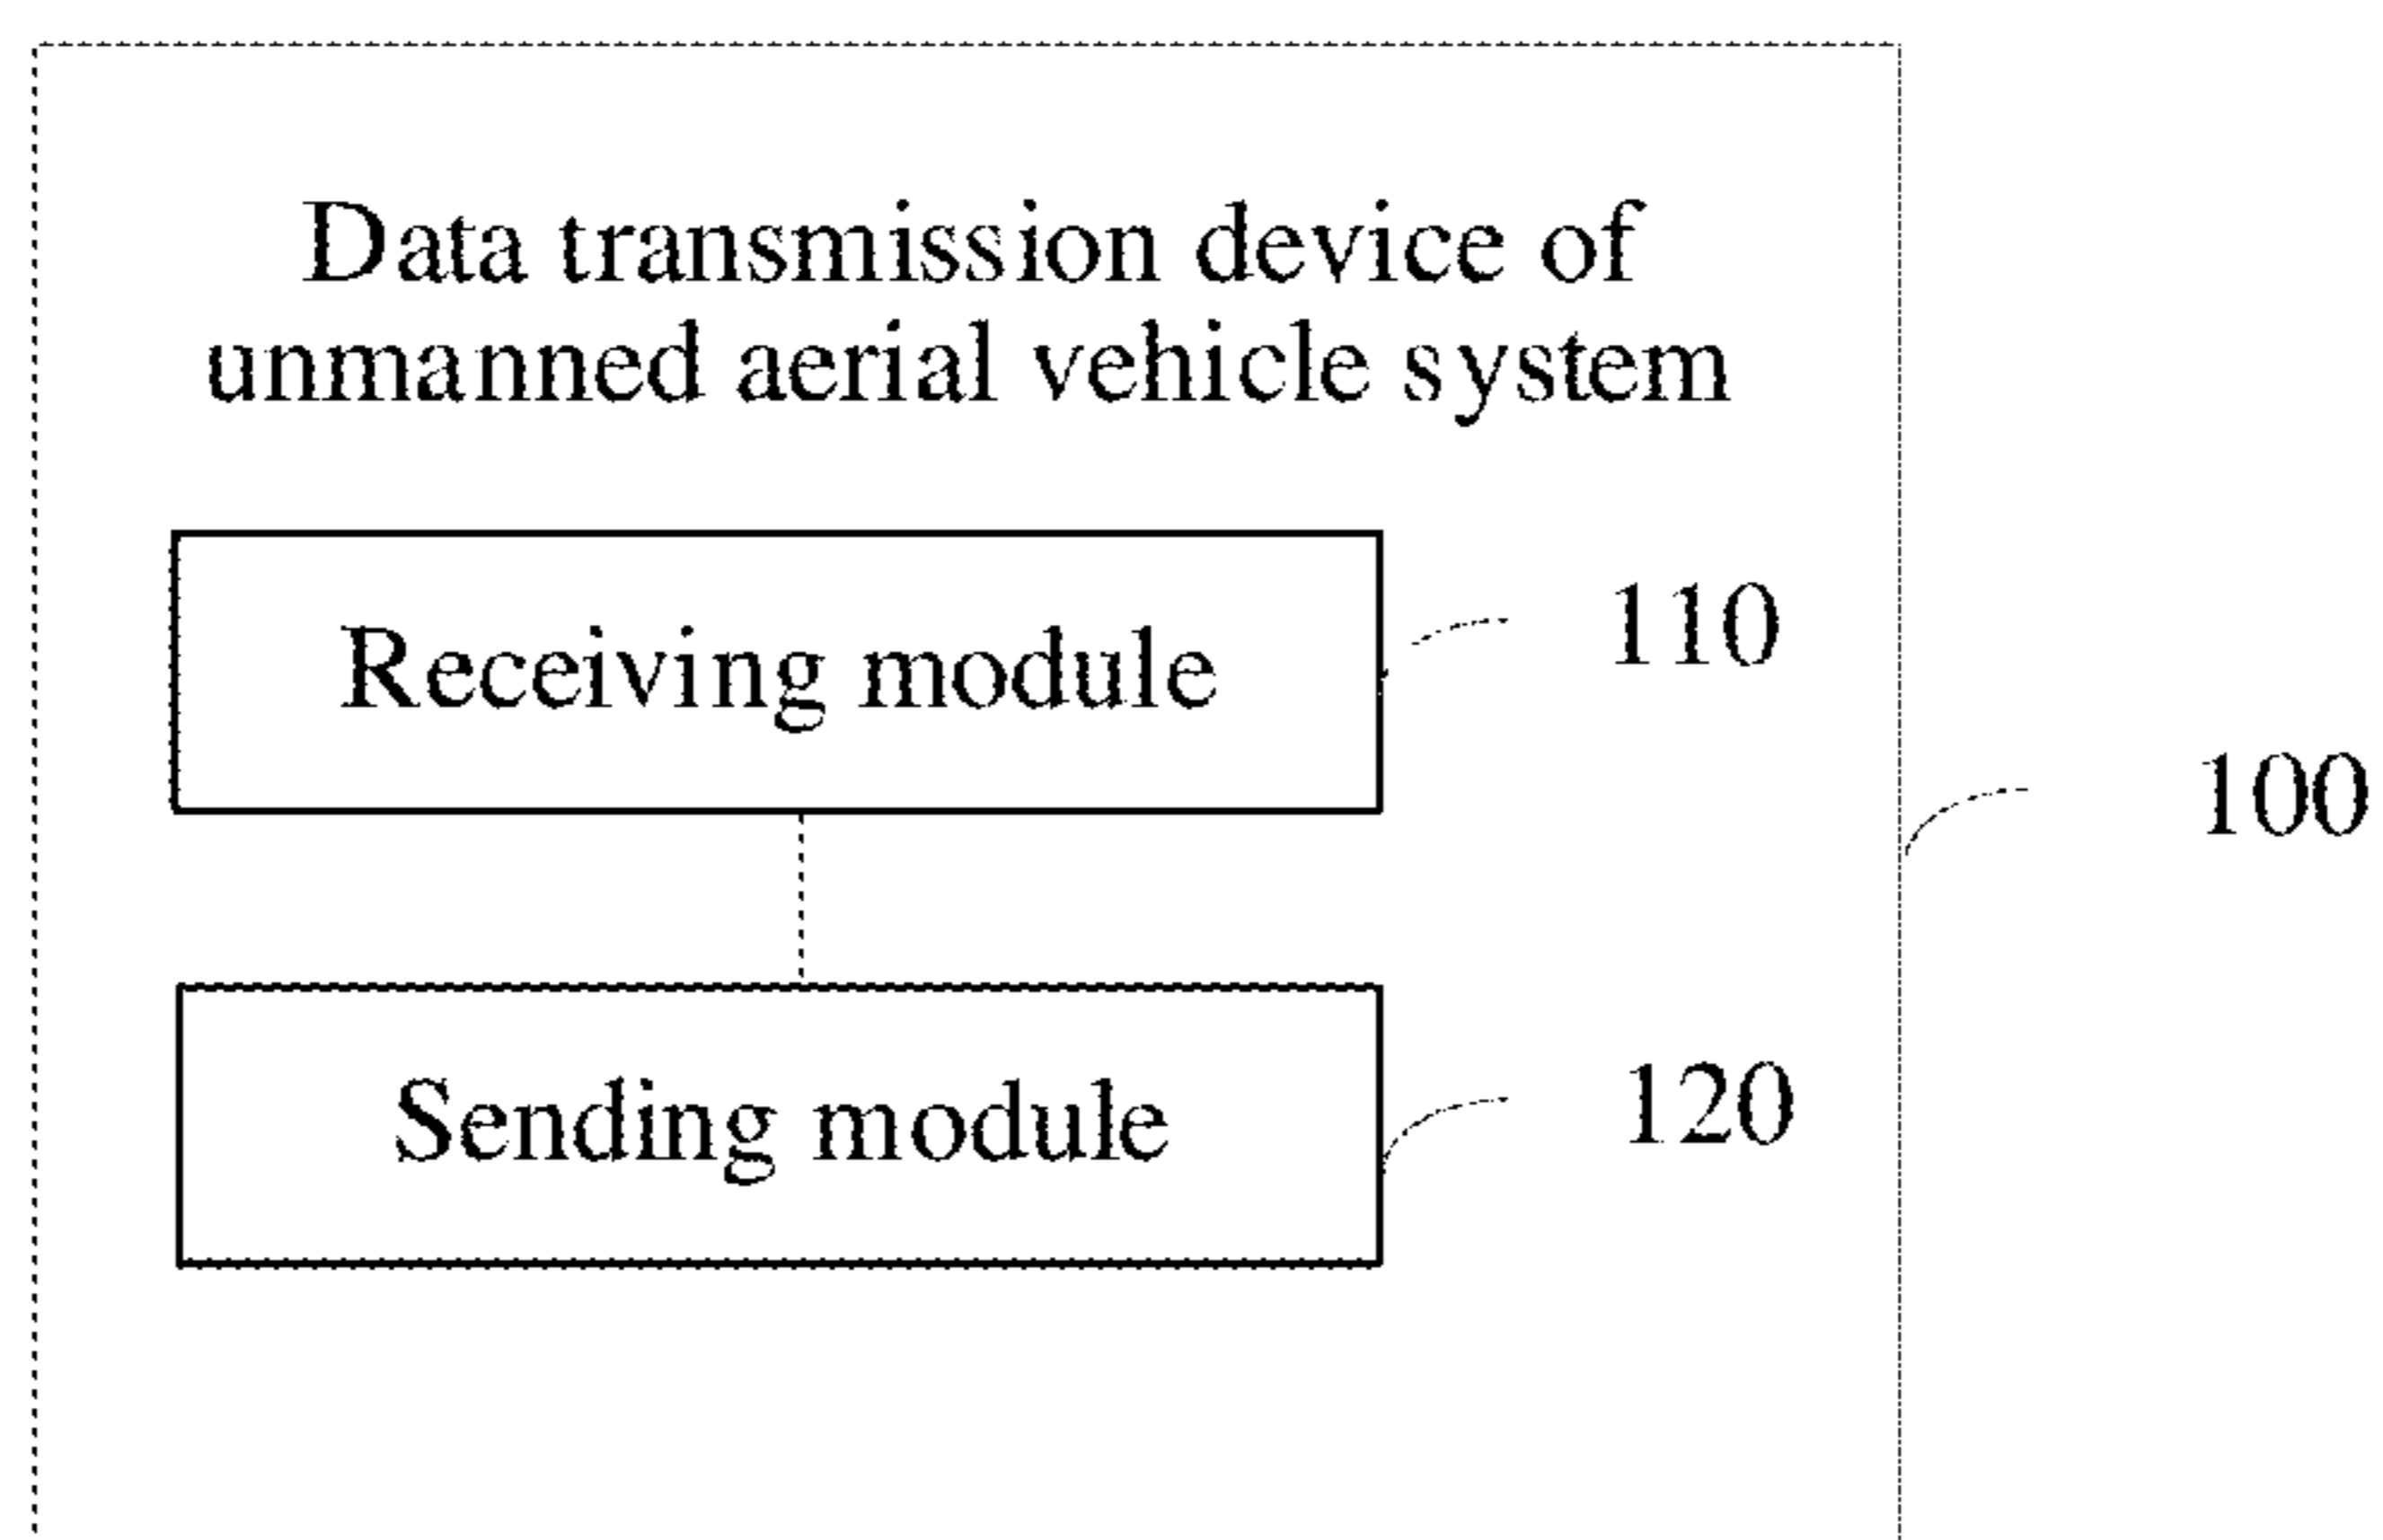 Data transmission device of
unmanned aerial vehicle system
Receiving module
110
100
Sending module
120